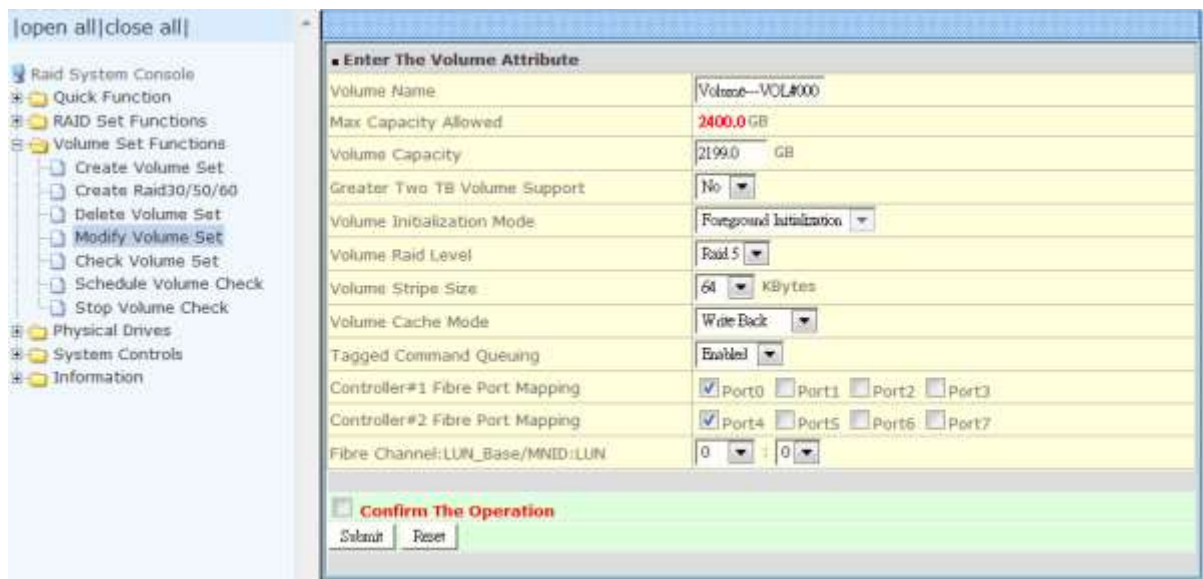 |open all|close all|
Raid System Console
Quick Function
RAID Set Functions
Volume Set Functions
Create Volume Set
Create Raid30/50/60
Delete Volume Set
Modify Volume Set
Check Volume Set
Schedule Volume Check
Stop Volume Check
Physical Drives
System Controls
Information
Enter The Volume Attribute
Volume Name Volume---VOL#000
Max Capacity Allowed 2400.0 GB
Volume Capacity 2199.0 GB
Greater Two TB Volume Support No
Volume Initialization Mode Foreground Initialization
Volume Raid Level Raid 5
Volume Stripe Size 64 KBytes
Volume Cache Mode Write Back
Tagged Command Queuing Enabled
Controller#1 Fibre Port Mapping Port0 Port1 Port2 Port3
Controller#2 Fibre Port Mapping Port4 Port5 Port6 Port7
Fibre Channel:LUN_Base/MNID:LUN 0 : 0
Confirm The Operation
Submit Reset